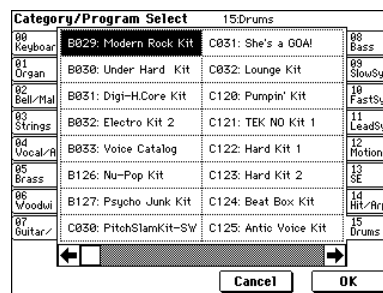 Category/Program Select 15:Drums
00
Keyboar
01
Organ
02
Bell/Mal
03
Strings
04
Vocal/A
05
Brass
06
Woodwi
07
Guitar/
B029: Modern Rock Kit
B030: Under Hard Kit
B031: Digi-H.Core Kit
B032: Electro Kit 2
B033: Voice Catalog
B126: Nu-Pop Kit
B127: Psycho Junk Kit
C030: PitchSlamKit-SW
C031: She's a GOA!
C032: Lounge Kit
C120: Pumpin' Kit
C121: TEK NO Kit 1
C122: Hard Kit 1
C123: Hard Kit 2
C124: Beat Box Kit
C125: Antic Voice Kit
08
Bass
09
SlowSy
10
FastSy
11
LeadSy
12
Motion
13
SE
14
Hit/Arp
15
Drums
Cancel
OK